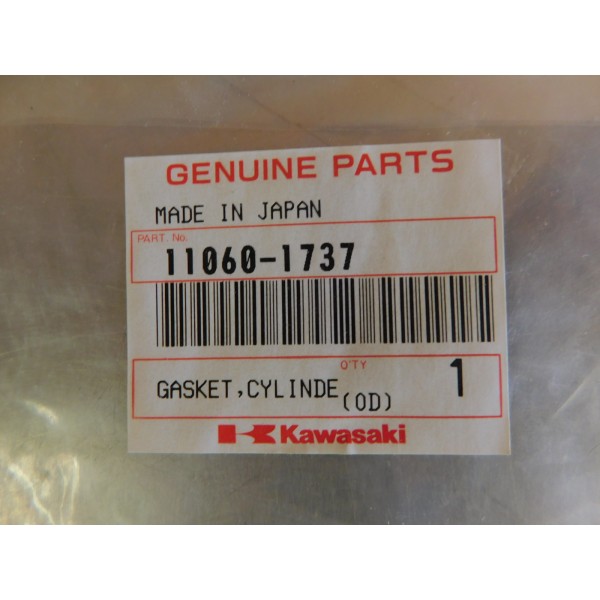 GENUINE PARTS
MADE IN JAPAN
PART. No.
11060-1737
GASKET,CYLINDE(OD)
Q'TY
1
Kawasaki